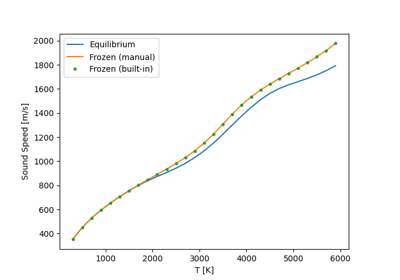 Equilibrium
Frozen (manual)
Frozen (built-in)
2000
1800
1600
1400
1200
1000
800
600
400
Sound Speed [m/s]
1000 2000 3000 4000 5000 6000
T [K]